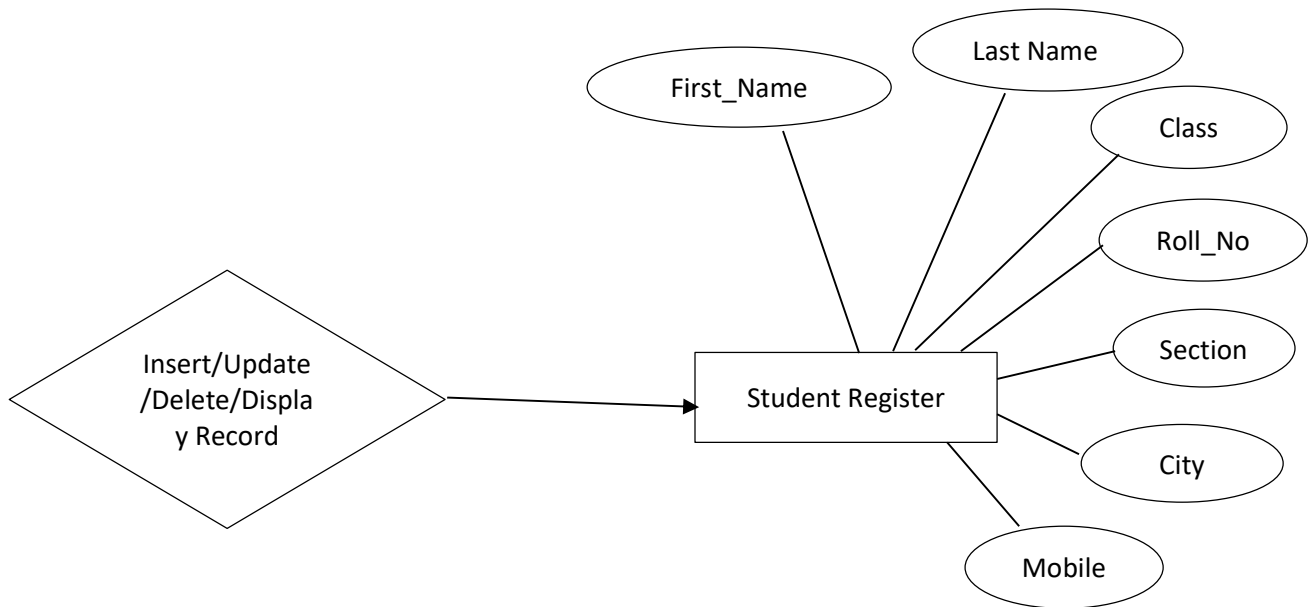 Last Name
First_Name
Class
Roll_No
Insert/Update
/Delete/Displa
y Record
Student Register
Section
City
Mobile